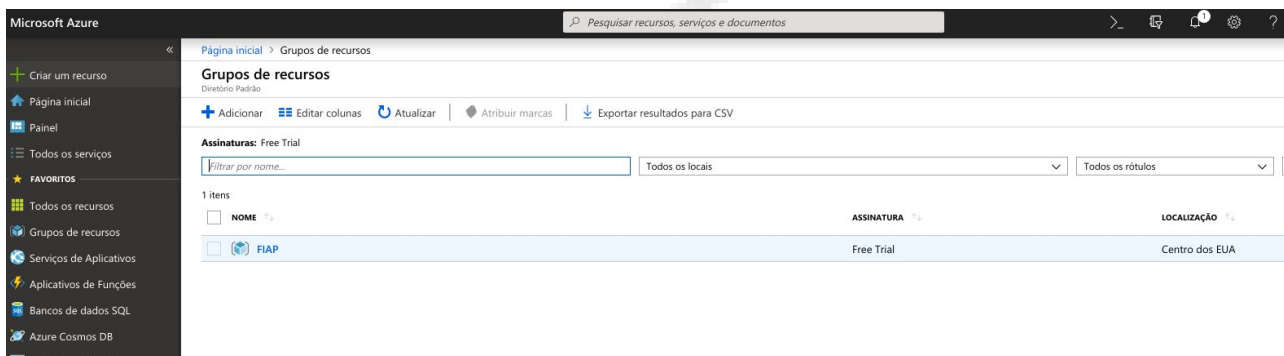 Microsoft Azure
Pesquisar recursos, serviços e documentos
1
?
«
Criar um recurso
Página inicial
Painel
Todos os serviços
FAVORITOS
Todos os recursos
Grupos de recursos
Serviços de Aplicativos
Aplicativos de Funções
Bancos de dados SQL
SQL
Azure Cosmos DB
Página inicial > Grupos de recursos
Grupos de recursos
Diretório Padrão
Adicionar Editar colunas Atualizar Atribuir marcas Exportar resultados para CSV
Assinaturas: Free Trial
Filtrar por nome... Todos os locais Todos os rótulos
1 itens
NOME ASSINATURA LOCALIZAÇÃO
FIAP Free Trial Centro dos EUA